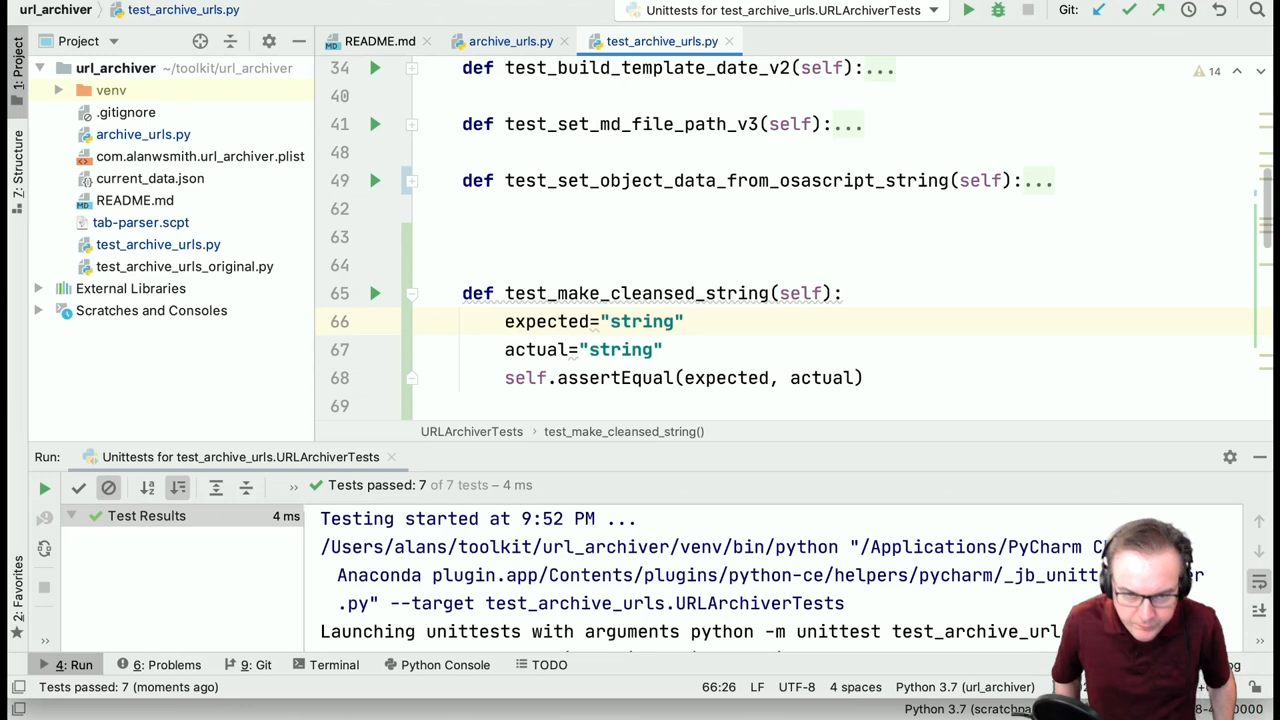 url_archiver test_archive_urls.py
Unittests for test_archive_urls.URLArchiverTests
Git:
1: Project
Project
README.md
archive_urls.py
test_archive_urls.py
url_archiver ~/toolkit/url_archiver
venv
.gitignore
archive_urls.py
com.alanwsmith.url_archiver.plist
current_data.json
README.md
tab-parser.scpt
test_archive_urls.py
test_archive_urls_original.py
External Libraries
Scratches and Consoles
7: Structure
2: Favorites
14
34 def test_build_template_date_v2(self):...
40
41 def test_set_md_file_path_v3(self):...
48
49 def test_set_object_data_from_osascript_string(self):...
62
63
64
65 def test_make_cleansed_string(self):
66 expected="string"
67 actual="string"
68 self.assertEqual(expected, actual)
69
URLArchiverTests test_make_cleansed_string()
Run: Unittests for test_archive_urls.URLArchiverTests
Tests passed: 7 of 7 tests – 4 ms
Test Results 4 ms
Testing started at 9:52 PM ...
/Users/alans/toolkit/url_archiver/venv/bin/python "/Applications/PyCharm C
Anaconda plugin.app/Contents/plugins/python-ce/helpers/pycharm/_jb_unitt er
.py" --target test_archive_urls.URLArchiverTests
Launching unittests with arguments python -m unittest test_archive_url
4: Run 6: Problems 9: Git Terminal Python Console TODO
Tests passed: 7 (moments ago)
66:26 LF UTF-8 4 spaces Python 3.7 (url_archiver)
Python 3.7 (scratchpa